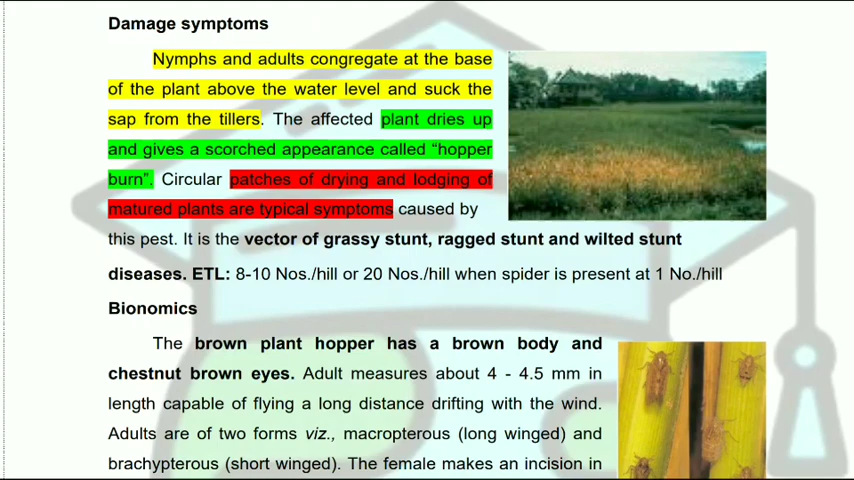 Damage symptoms
Nymphs and adults congregate at the base
of the plant above the water level and suck the
sap from the tillers. The affected plant dries up
and gives a scorched appearance called “hopper
burn”. Circular patches of drying and lodging of
matured plants are typical symptoms caused by
this pest. It is the vector of grassy stunt, ragged stunt and wilted stunt
diseases. ETL: 8-10 Nos./hill or 20 Nos./hill when spider is present at 1 No./hill
Bionomics
The brown plant hopper has a brown body and
chestnut brown eyes. Adult measures about 4 - 4.5 mm in
length capable of flying a long distance drifting with the wind.
Adults are of two forms viz., macropterous (long winged) and
brachypterous (short winged). The female makes an incision in